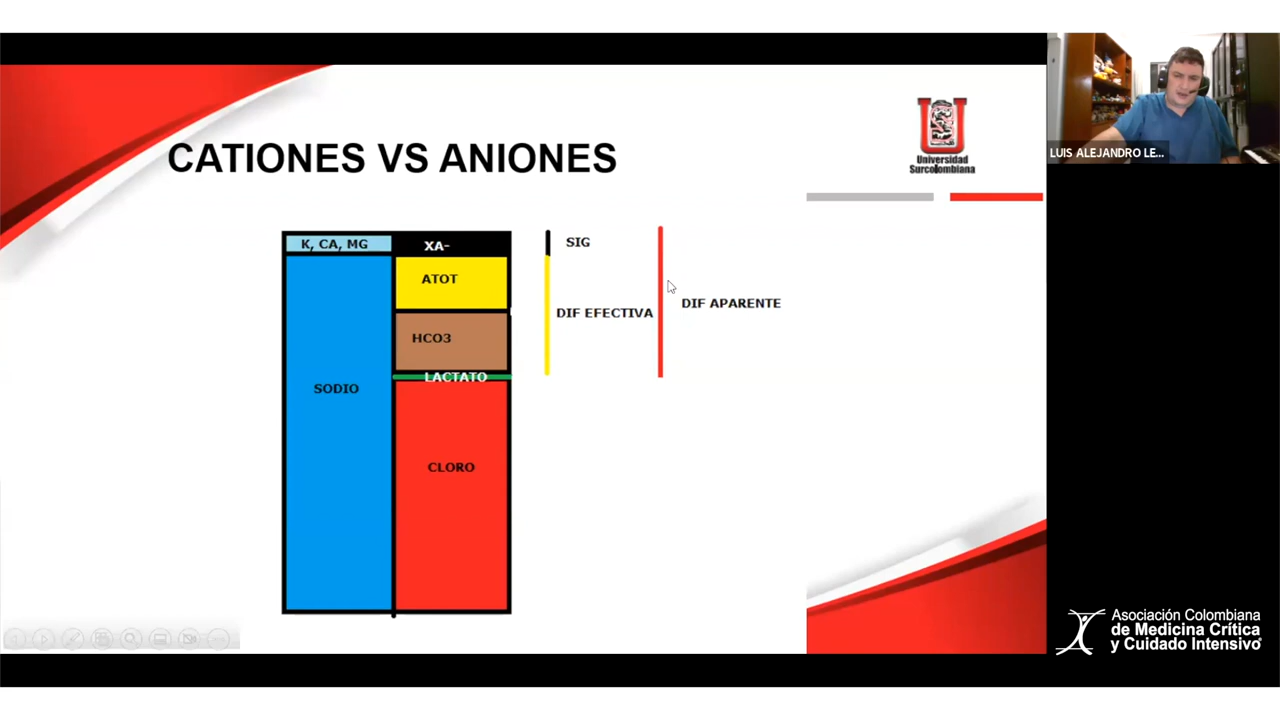 CATIONES VS ANIONES
Universidad
Surcolombiana
LUIS ALEJANDRO LE...
K, CA, MG
XA-
SIG
ATOT
DIF APARENTE
DIF EFECTIVA
HCO3
LACTATO
SODIO
CLORO
Asociación Colombiana
de Medicina Crítica
y Cuidado Intensivo